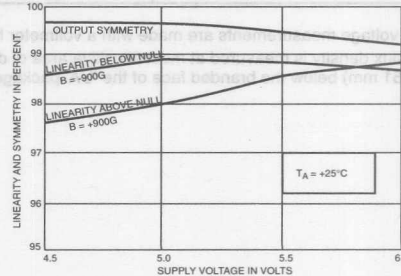 100
99
98
97
96
95
LINEARITY AND SYMMETRY IN PERCENT
OUTPUT SYMMETRY
LINEARITY BELOW NULL
B = -900G
LINEARITY ABOVE NULL
B = +900G
TA = +25°C
4.5 5.0 5.5 6
SUPPLY VOLTAGE IN VOLTS